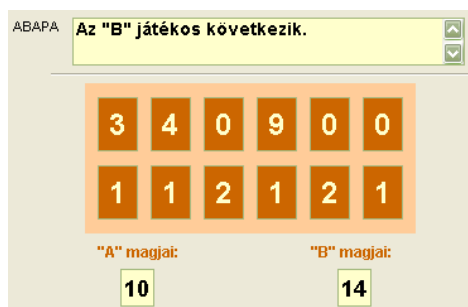 ABAPA
Az "B" játékos következik.
3 4 0 9 0 0
1 1 2 1 2 1
"A" magjai: "B" magjai:
10 14